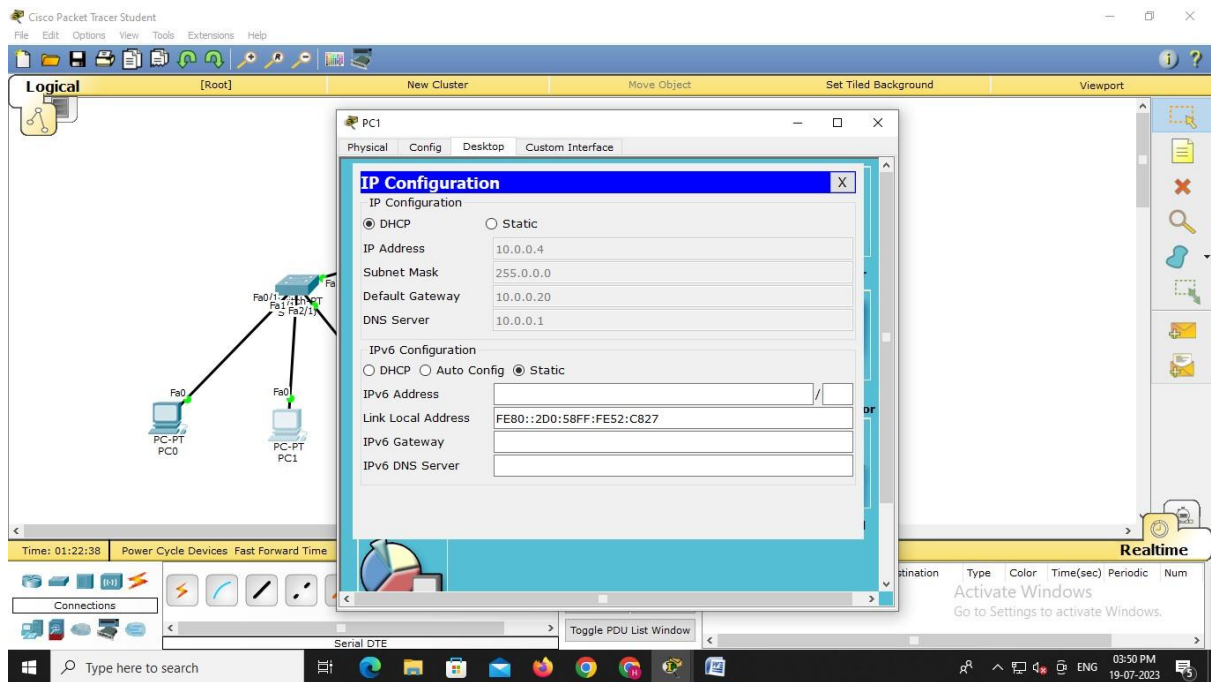 Cisco Packet Tracer Student
File Edit Options View Tools Extensions Help
Logical [Root] New Cluster Move Object Set Tiled Background Viewport
PC1
Physical Config Desktop Custom Interface
IP Configuration X
IP Configuration
DHCP Static
IP Address 10.0.0.4
Subnet Mask 255.0.0.0
Default Gateway 10.0.0.20
DNS Server 10.0.0.1
IPv6 Configuration
DHCP Auto Config Static
IPv6 Address /
Link Local Address FE80::2D0:58FF:FE52:C827
IPv6 Gateway
IPv6 DNS Server
Fa0/1
Fa2/1
Fa0 Fa0
PC-PT
PC0
PC-PT
PC1
Time: 01:22:38 Power Cycle Devices Fast Forward Time Realtime
Connections
Serial DTE
Toggle PDU List Window
stination Type Color Time(sec) Periodic Num
Activate Windows
Go to Settings to activate Windows.
Type here to search
ENG
03:50 PM
19-07-2023